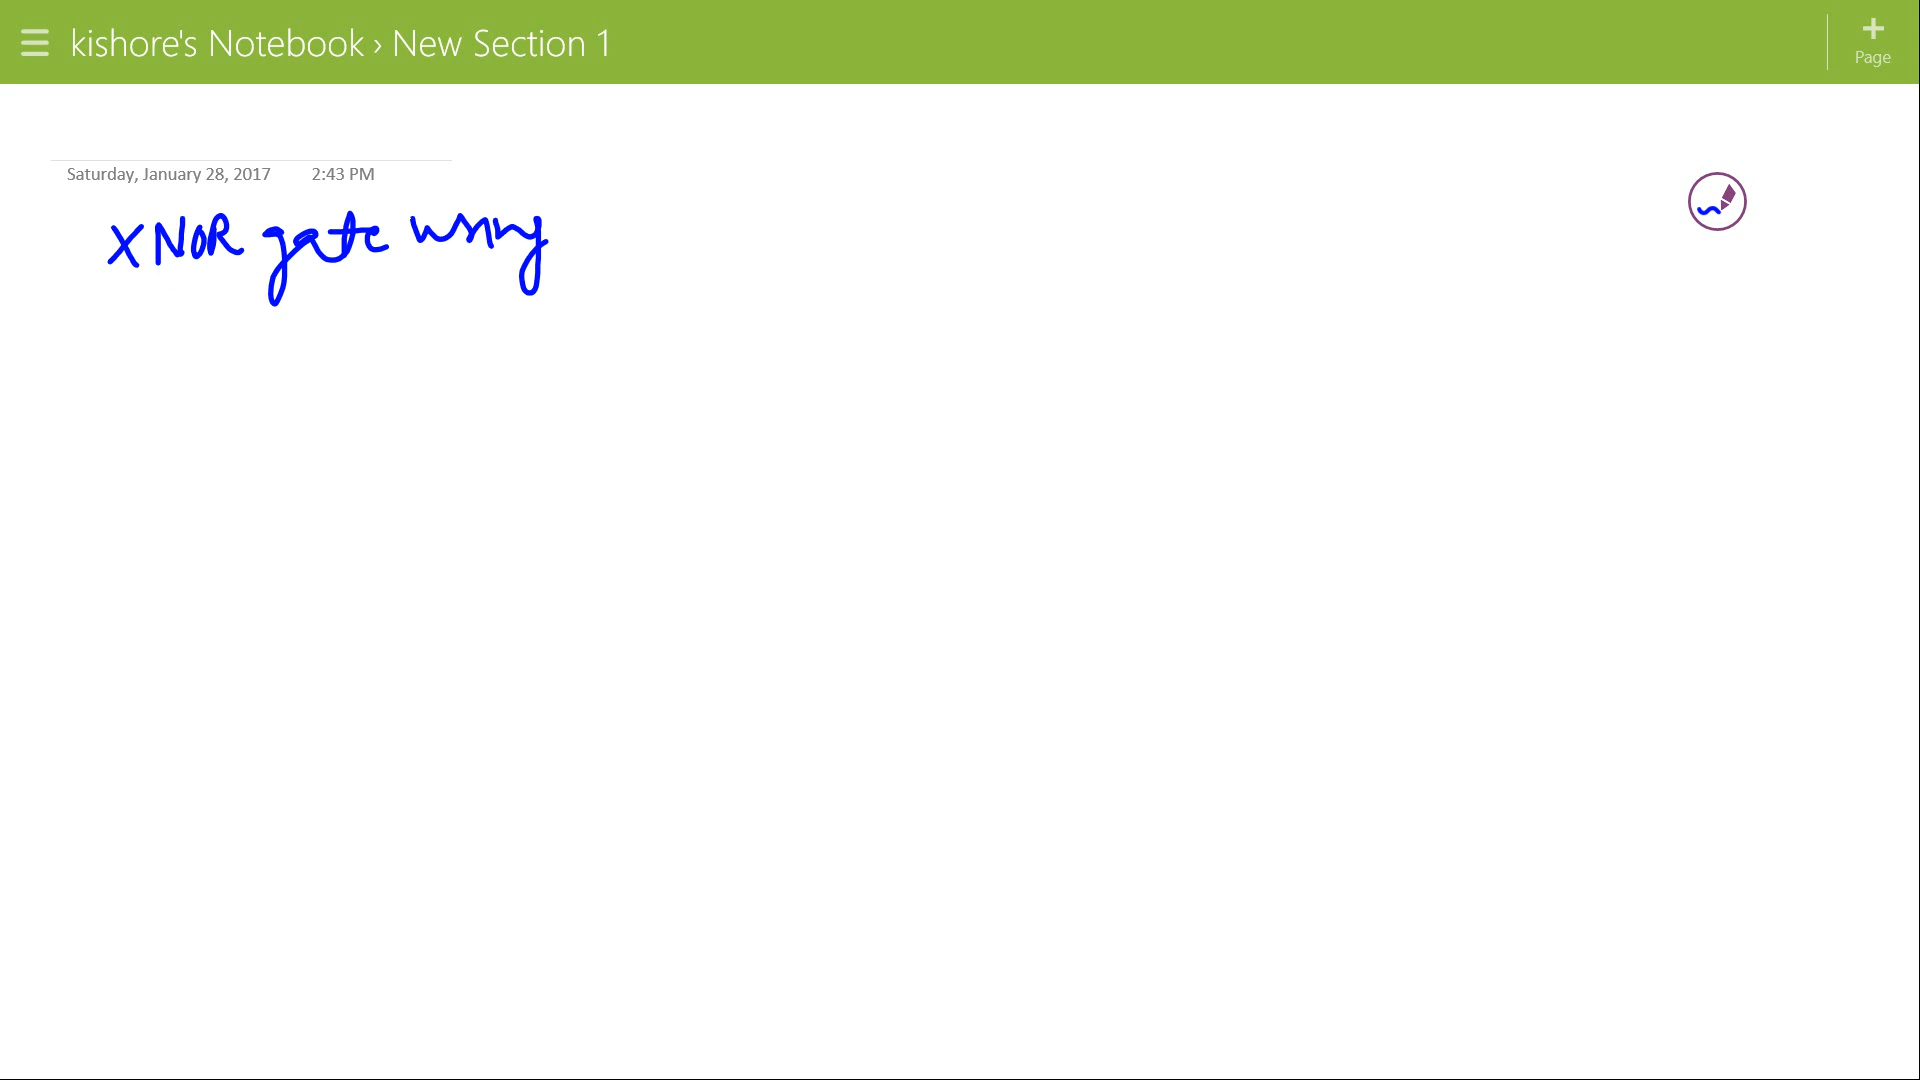 kishore's Notebook › New Section 1
Page
Saturday, January 28, 2017 2:43 PM
XNOR gate using